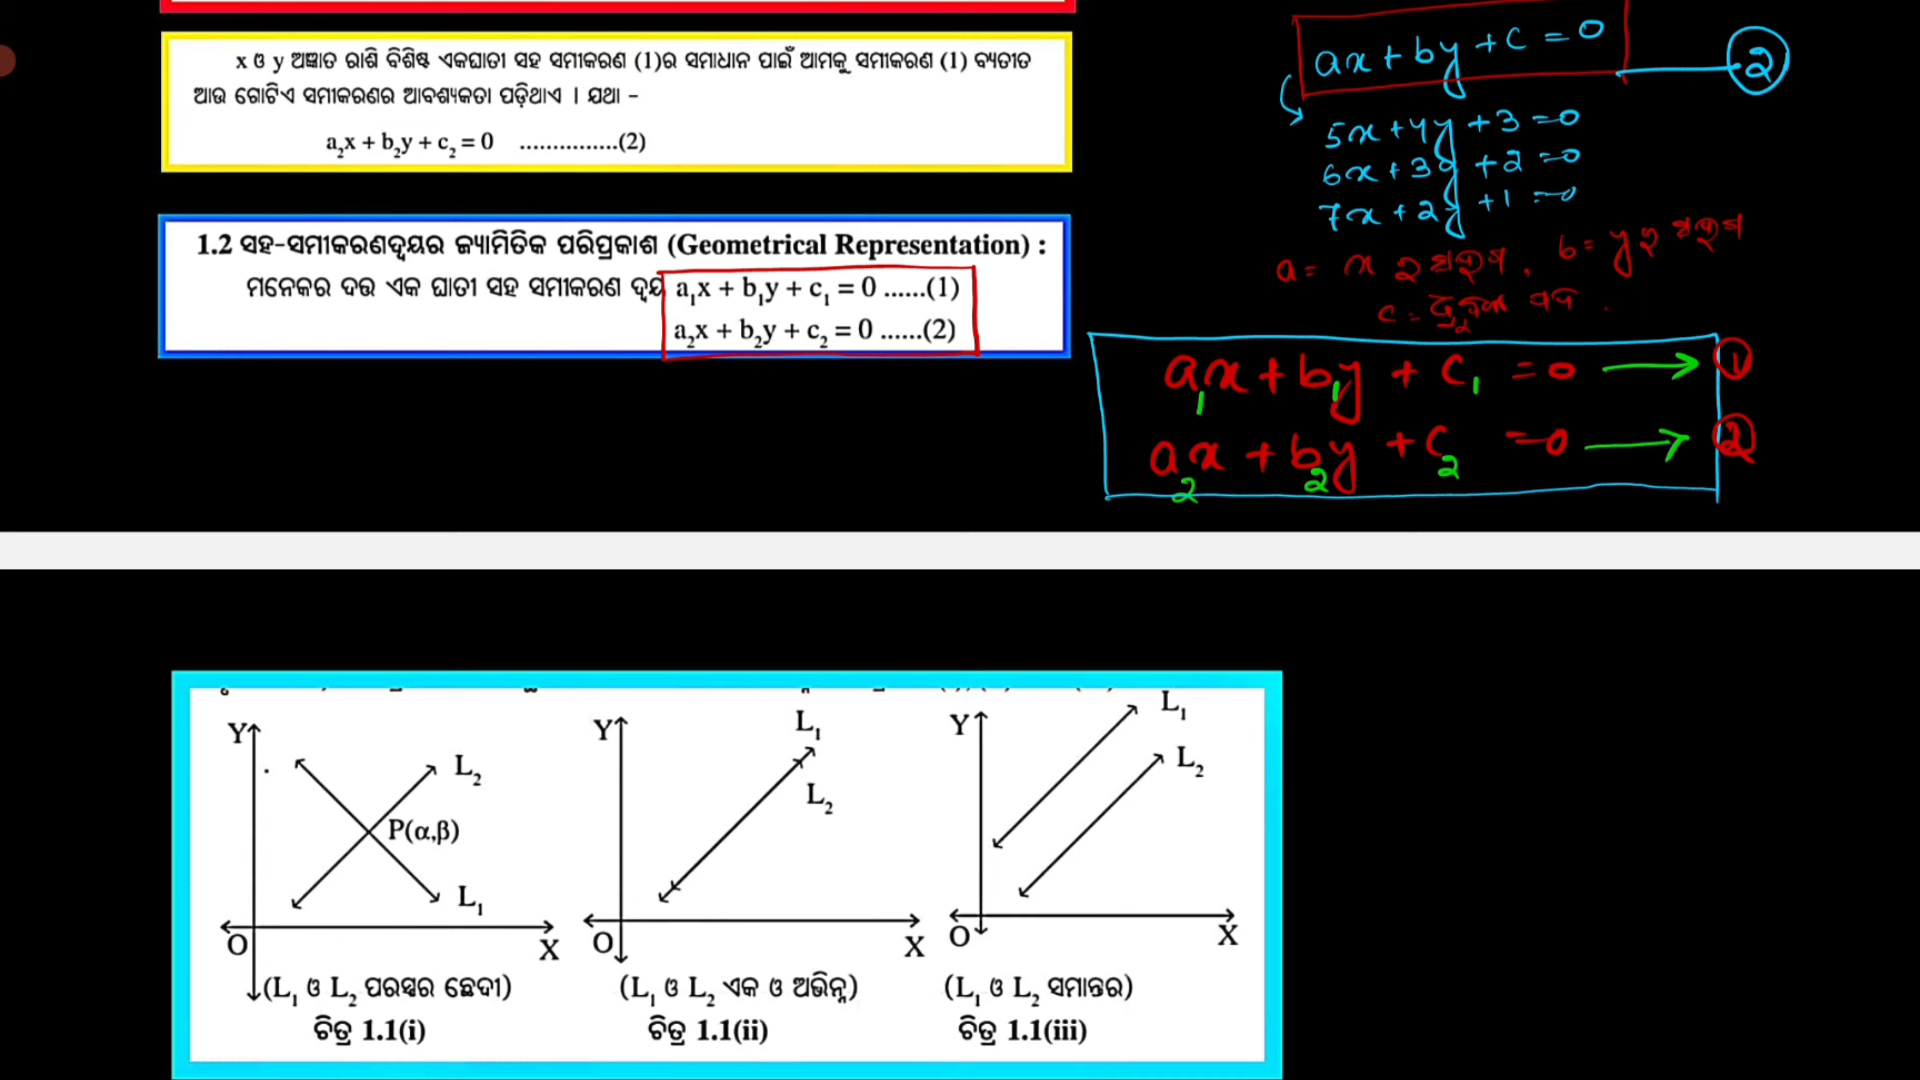 x ଓ y ଅଜ୍ଞାତ ରାଶି ବିଶିଷ୍ଟ ଏକଘାତୀ ସହ ସମୀକରଣ (1)ର ସମାଧାନ ପାଇଁ ଆମକୁ ସମୀକରଣ (1) ବ୍ୟତୀତ
ଆଉ ଗୋଟିଏ ସମୀକରଣର ଆବଶ୍ୟକତା ପଡ଼ିଥାଏ । ଯଥା –
a₂x + b₂y + c₂ = 0 ...............(2)
1.2 ସହ-ସମୀକରଣଦ୍ୱୟର ଜ୍ୟାମିତିକ ପରିପ୍ରକାଶ (Geometrical Representation) :
ମନେକର ଦତ୍ତ ଏକ ଘାତୀ ସହ ସମୀକରଣ ଦ୍ୱୟ a₁x + b₁y + c₁ = 0 ......(1)
a₂x + b₂y + c₂ = 0 ......(2)
ax + by + c = 0 2
5x + 4y + 3 = 0
6x + 3y + 2 = 0
7x + 2y + 1 = 0
a = x ର b = y ର
c =
a₁x + b₁y + c₁ = 0 → 1
a₂x + b₂y + c₂ = 0 → 2
Y L₂ P(α,β) L₁ O X
(L₁ ଓ L₂ ପରସ୍ପର ଛେଦୀ)
ଚିତ୍ର 1.1(i)
Y L₁ L₂ O X
(L₁ ଓ L₂ ଏକ ଓ ଅଭିନ୍ନ)
ଚିତ୍ର 1.1(ii)
Y L₁ L₂ O X
(L₁ ଓ L₂ ସମାନ୍ତର)
ଚିତ୍ର 1.1(iii)